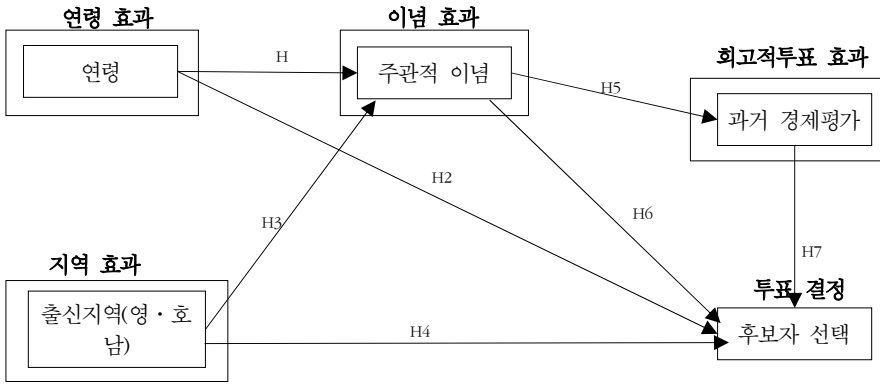 연령 효과
이념 효과
연령
H
주관적 이념
회고적투표 효과
H5
과거 경제평가
H2
H3
H6
지역 효과
H7
투표 결정
출신지역(영·호
남)
H4
후보자 선택